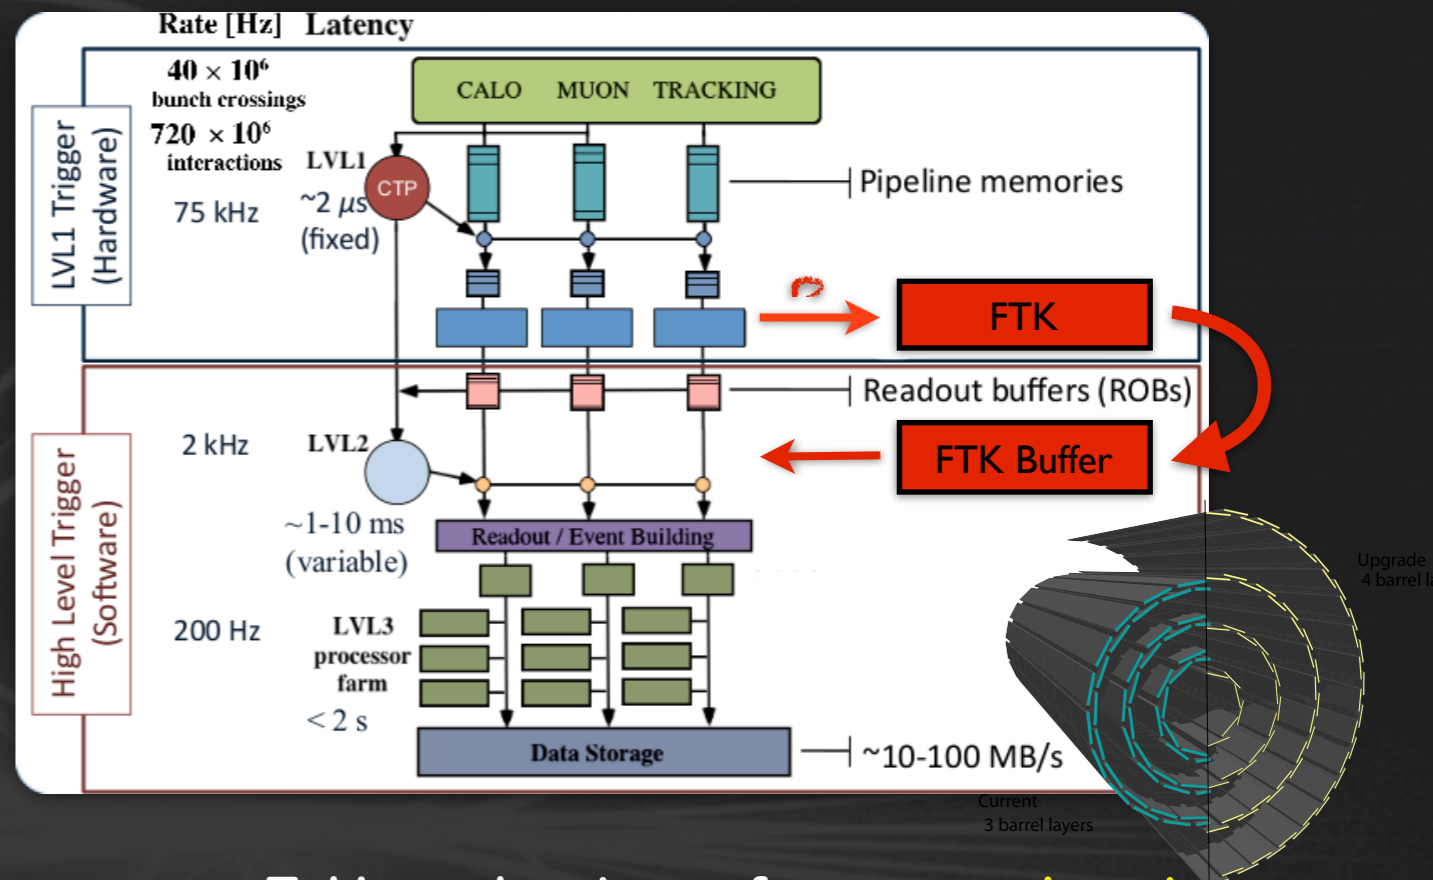 Rate [Hz] Latency
40 × 10⁶
bunch crossings
720 × 10⁶
interactions
75 kHz
LVL1 Trigger
(Hardware)
CALO MUON TRACKING
LVL1
CTP
~2 μs
(fixed)
Pipeline memories
FTK
Readout buffers (ROBs)
FTK Buffer
High Level Trigger
(Software)
2 kHz
LVL2
~1-10 ms
(variable)
Readout / Event Building
200 Hz
LVL3
processor
farm
< 2 s
Data Storage
~10-100 MB/s
Upgrade
4 barrel
Current
3 barrel layers